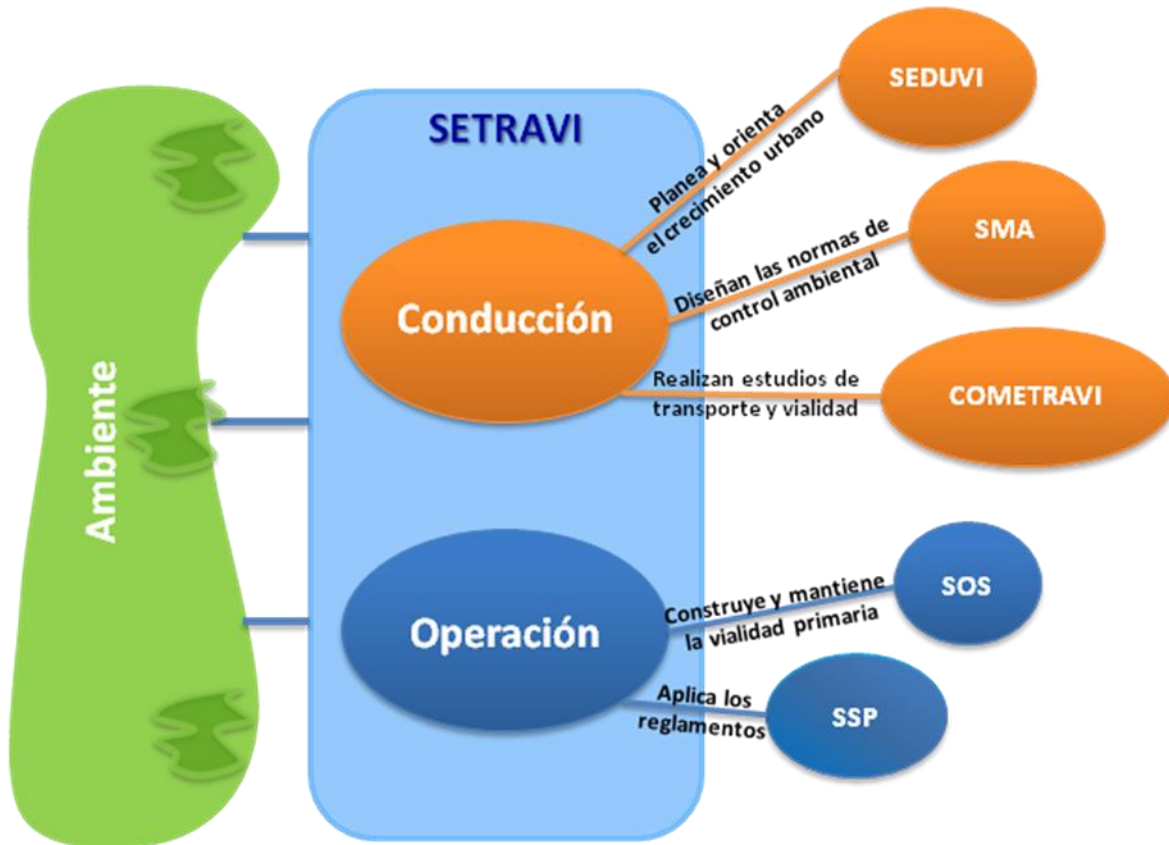 Ambiente
SETRAVI
Conducción
Planea y orienta
el crecimiento urbano
SEDUVI
Diseñan las normas de
control ambiental
SMA
Realizan estudios de
transporte y vialidad
COMETRAVI
Operación
Construye y mantiene
la vialidad primaria
SOS
Aplica los
reglamentos
SSP